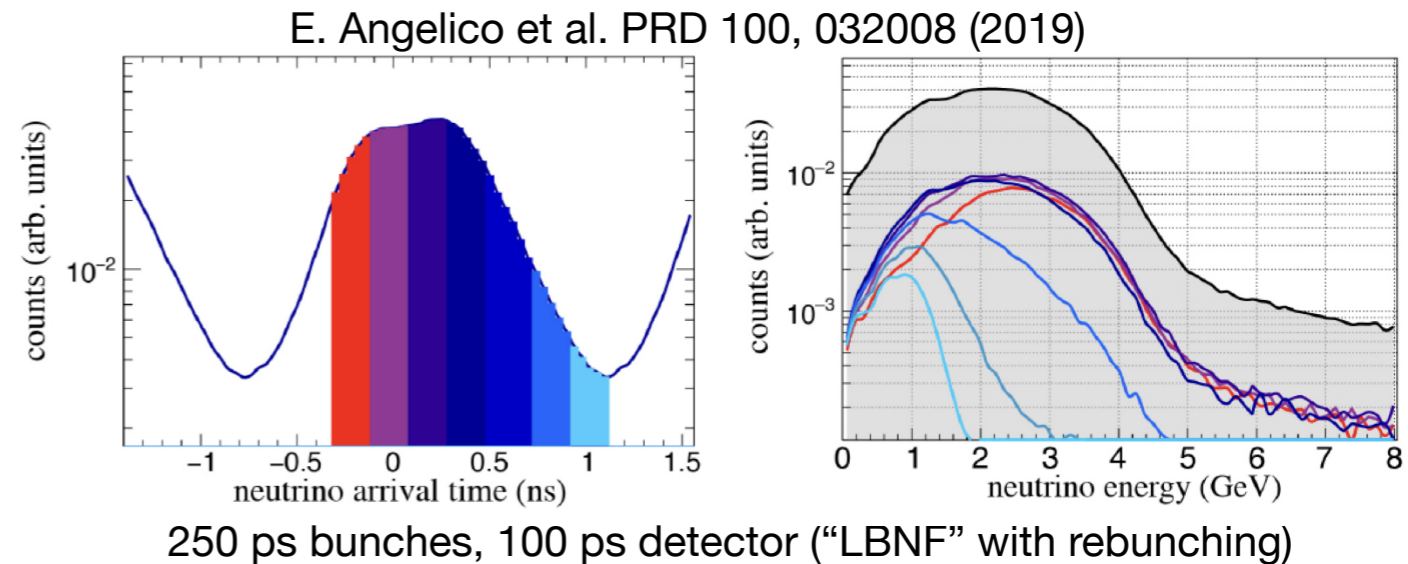 E. Angelico et al. PRD 100, 032008 (2019)
counts (arb. units)
10⁻²
−1 −0.5 0 0.5 1 1.5
neutrino arrival time (ns)
counts (arb. units)
10⁻²
10⁻³
0 1 2 3 4 5 6 7 8
neutrino energy (GeV)
250 ps bunches, 100 ps detector (“LBNF” with rebunching)